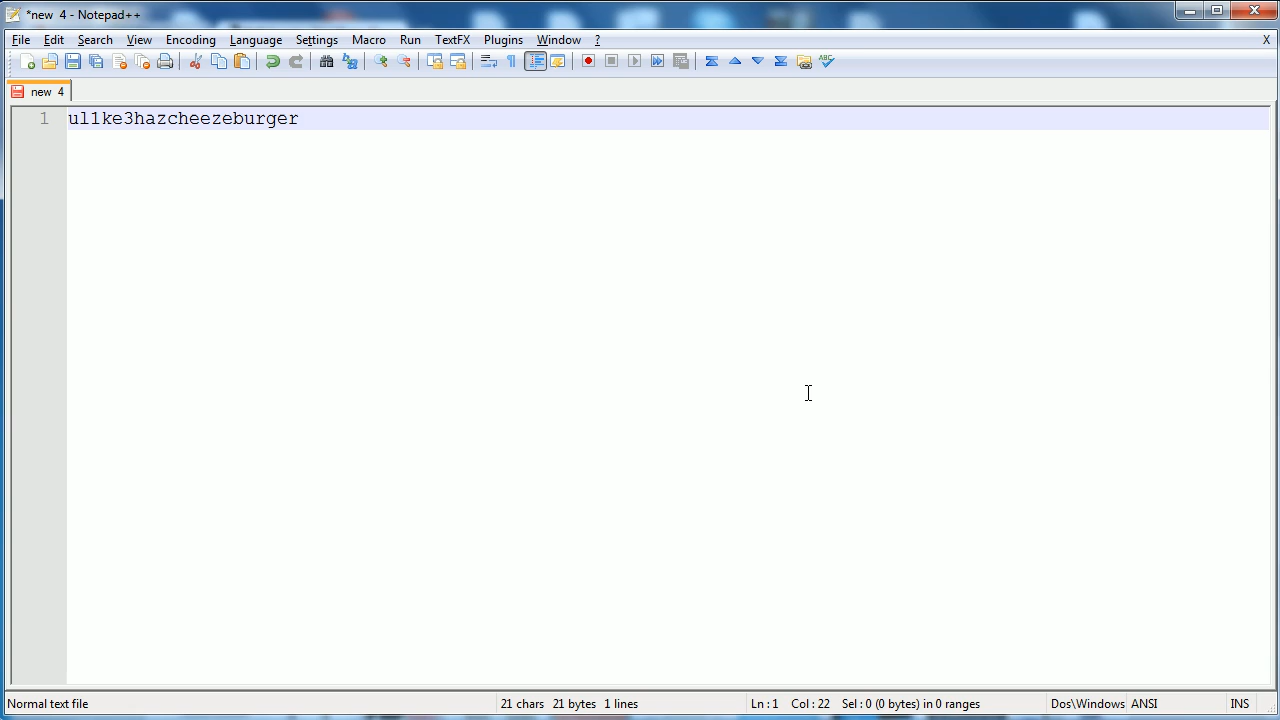 *new 4 - Notepad++
File Edit Search View Encoding Language Settings Macro Run TextFX Plugins Window ? X
new 4
1 ul1ke3hazcheezeburger
Normal text file 21 chars 21 bytes 1 lines Ln : 1 Col : 22 Sel : 0 (0 bytes) in 0 ranges Dos\Windows ANSI INS